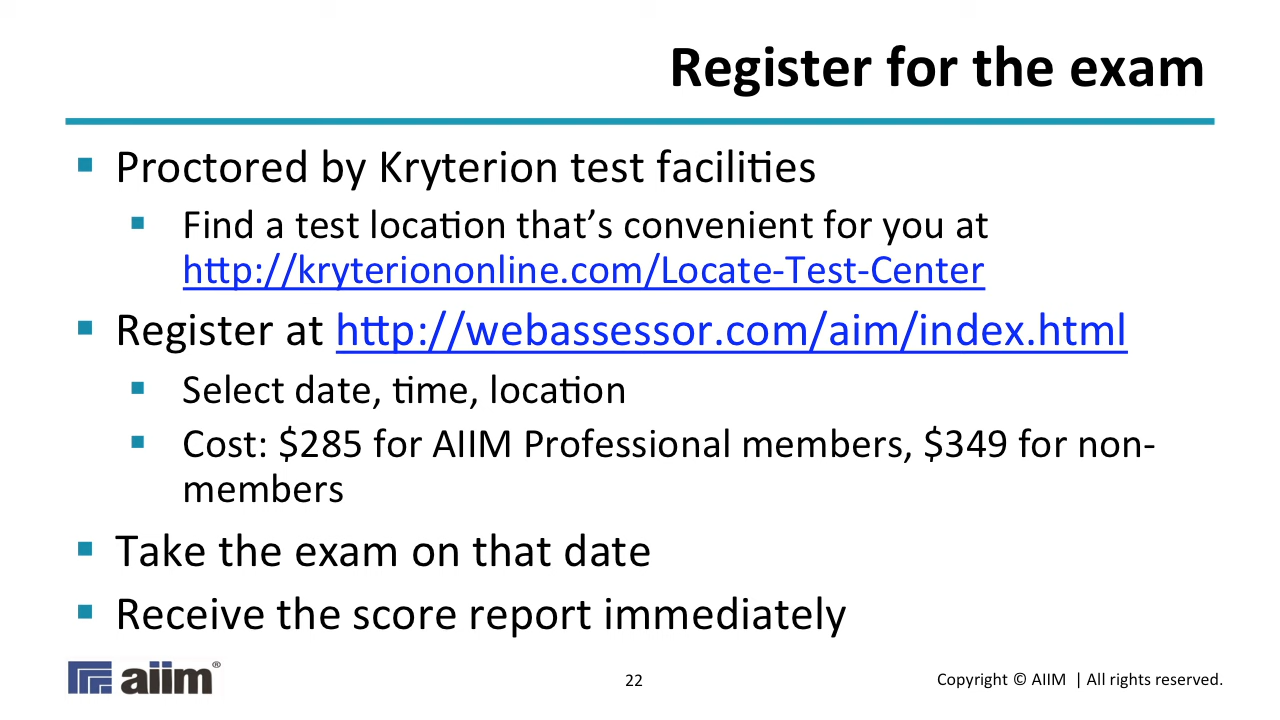 Register for the exam
Proctored by Kryterion test facilities
Find a test location that’s convenient for you at
http://kryteriononline.com/Locate-Test-Center
Register at http://webassessor.com/aim/index.html
Select date, time, location
Cost: $285 for AIIM Professional members, $349 for non-
members
Take the exam on that date
Receive the score report immediately
aiim®
22
Copyright © AIIM | All rights reserved.